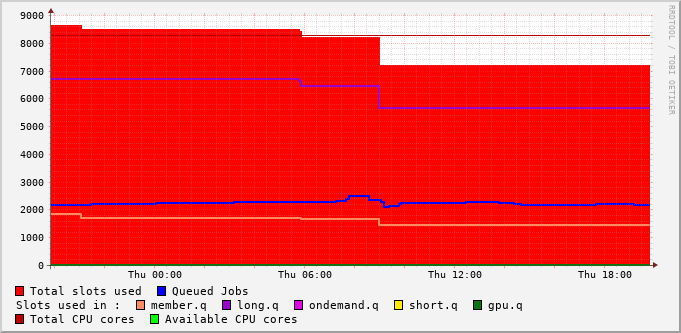 9000
8000
7000
6000
5000
4000
3000
2000
1000
0
Thu 00:00 Thu 06:00 Thu 12:00 Thu 18:00
RRDTOOL / TOBI OETIKER
Total slots used Queued Jobs
Slots used in : member.q long.q ondemand.q short.q gpu.q
Total CPU cores Available CPU cores